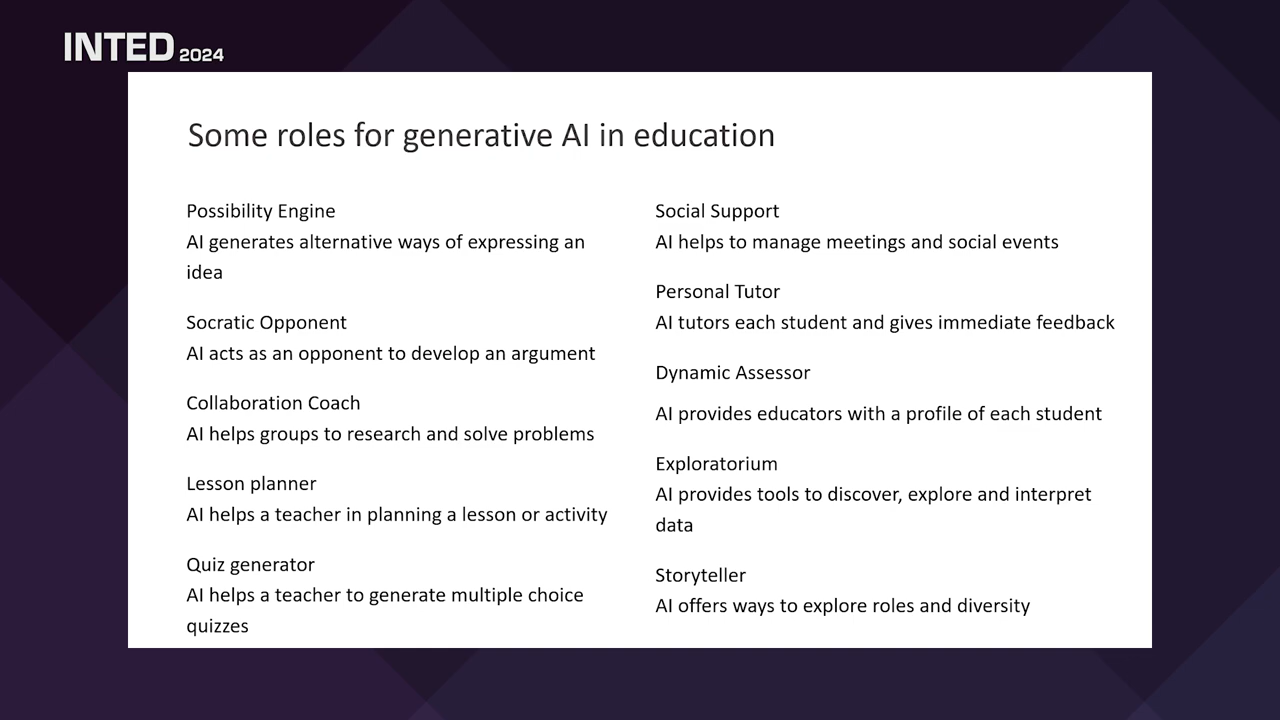 INTED 2024
Some roles for generative AI in education
Possibility Engine
AI generates alternative ways of expressing an
idea
Socratic Opponent
AI acts as an opponent to develop an argument
Collaboration Coach
AI helps groups to research and solve problems
Lesson planner
AI helps a teacher in planning a lesson or activity
Quiz generator
AI helps a teacher to generate multiple choice
quizzes
Social Support
AI helps to manage meetings and social events
Personal Tutor
AI tutors each student and gives immediate feedback
Dynamic Assessor
AI provides educators with a profile of each student
Exploratorium
AI provides tools to discover, explore and interpret
data
Storyteller
AI offers ways to explore roles and diversity